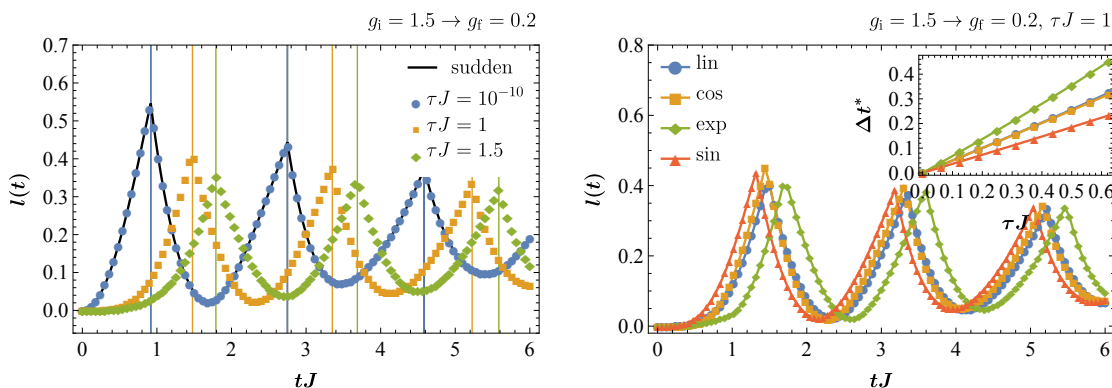 g_i = 1.5 → g_f = 0.2
0.7
0.6
0.5
0.4
0.3
0.2
0.1
0.0
l(t)
sudden
τJ = 10^{-10}
τJ = 1
τJ = 1.5
0 1 2 3 4 5 6
tJ
g_i = 1.5 → g_f = 0.2, τJ = 1
0.8
0.6
0.4
0.2
0.0
l(t)
lin
cos
exp
sin
0.4
0.3
0.2
0.1
0.0
Δt*
0.0 0.1 0.2 0.3 0.4 0.5 0.6
τJ
0 1 2 3 4 5 6
tJ